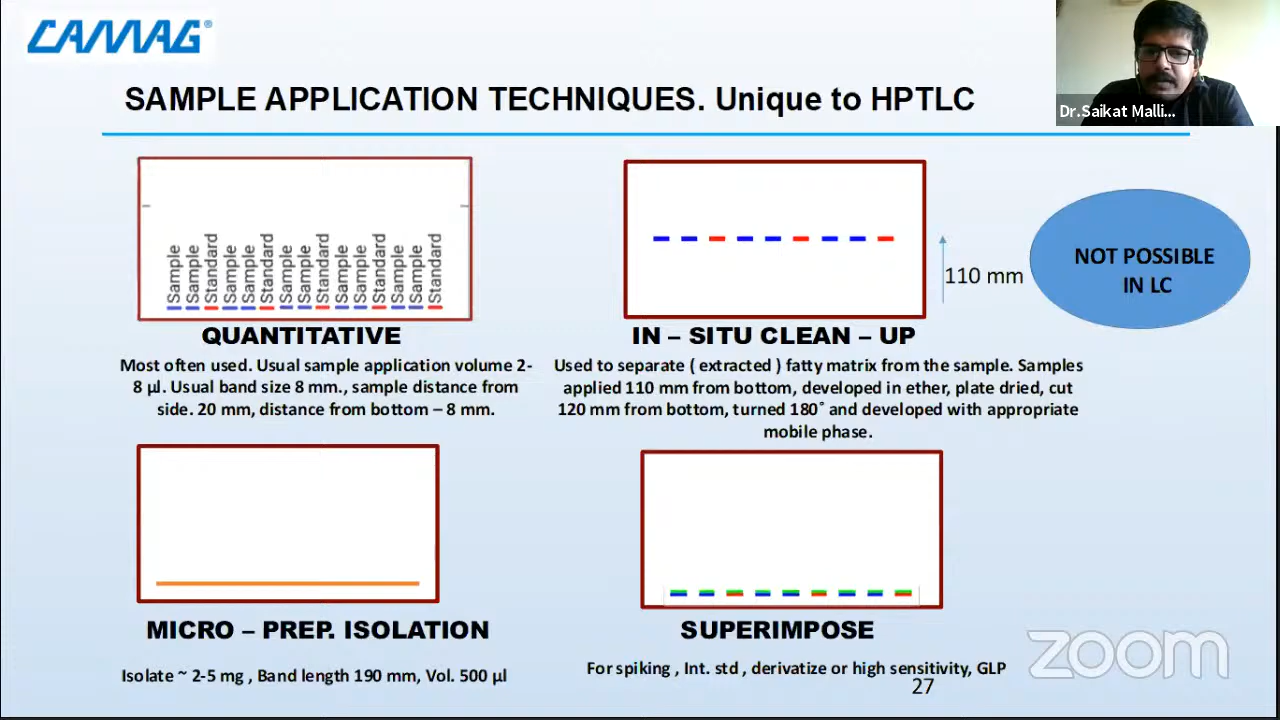 CAMAG®
Dr.Saikat Malli...
SAMPLE APPLICATION TECHNIQUES. Unique to HPTLC
Sample
Sample
Standard
Sample
Sample
Standard
Sample
Sample
Standard
Sample
Sample
Standard
Sample
Sample
Standard
110 mm
NOT POSSIBLE
IN LC
QUANTITATIVE
Most often used. Usual sample application volume 2-
8 µl. Usual band size 8 mm., sample distance from
side. 20 mm, distance from bottom – 8 mm.
IN – SITU CLEAN – UP
Used to separate ( extracted ) fatty matrix from the sample. Samples
applied 110 mm from bottom, developed in ether, plate dried, cut
120 mm from bottom, turned 180˚ and developed with appropriate
mobile phase.
MICRO – PREP. ISOLATION
Isolate ~ 2-5 mg , Band length 190 mm, Vol. 500 µl
SUPERIMPOSE
For spiking , Int. std , derivatize or high sensitivity, GLP
27
zoom